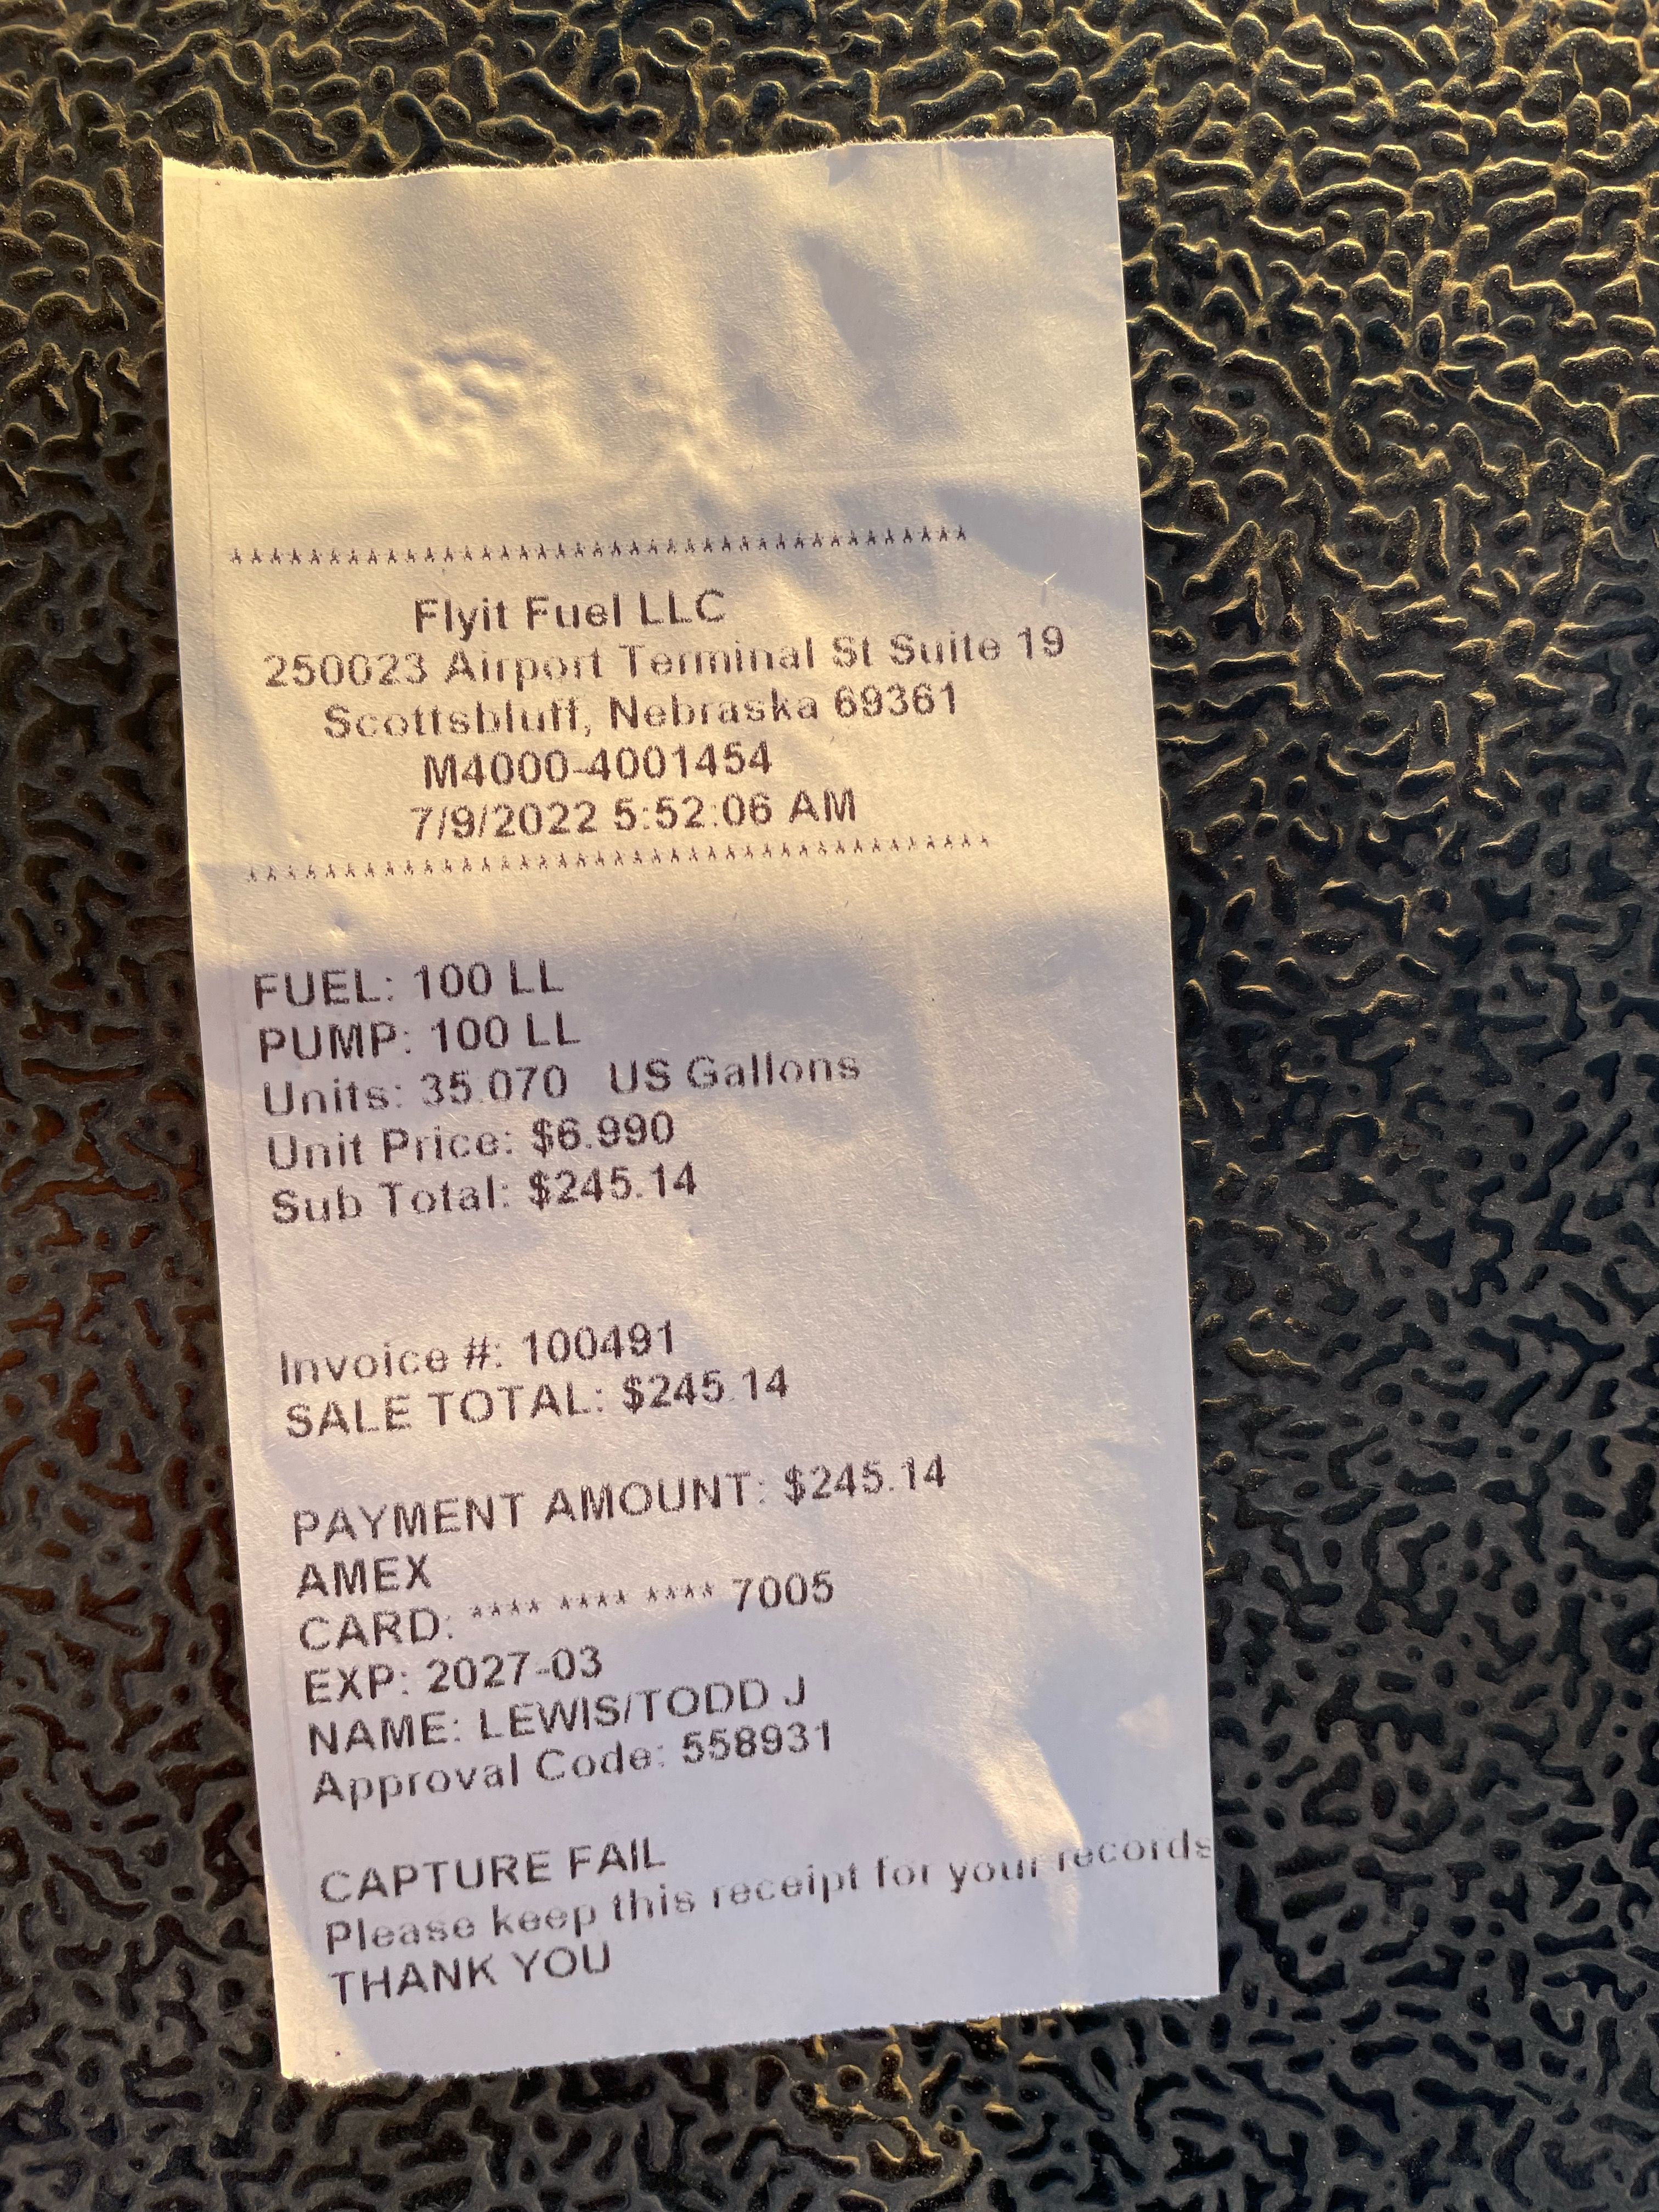 *************************************
Flyit Fuel LLC
250023 Airport Terminal St Suite 19
Scottsbluff, Nebraska 69361
M4000-4001454
7/9/2022 5:52:06 AM
*************************************
FUEL: 100 LL
PUMP: 100 LL
Units: 35.070 US Gallons
Unit Price: $6.990
Sub Total: $245.14
Invoice #: 100491
SALE TOTAL: $245.14
PAYMENT AMOUNT: $245.14
AMEX
CARD: **** **** **** 7005
EXP: 2027-03
NAME: LEWIS/TODD J
Approval Code: 558931
CAPTURE FAIL
Please keep this receipt for your records
THANK YOU